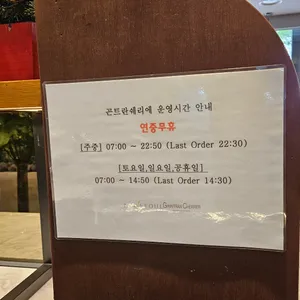 곤트란쉐리에 운영시간 안내
연중무휴
[주중] 07:00 ~ 22:50 (Last Order 22:30)
[토요일,일요일,공휴일]
07:00 ~ 14:50 (Last Order 14:30)